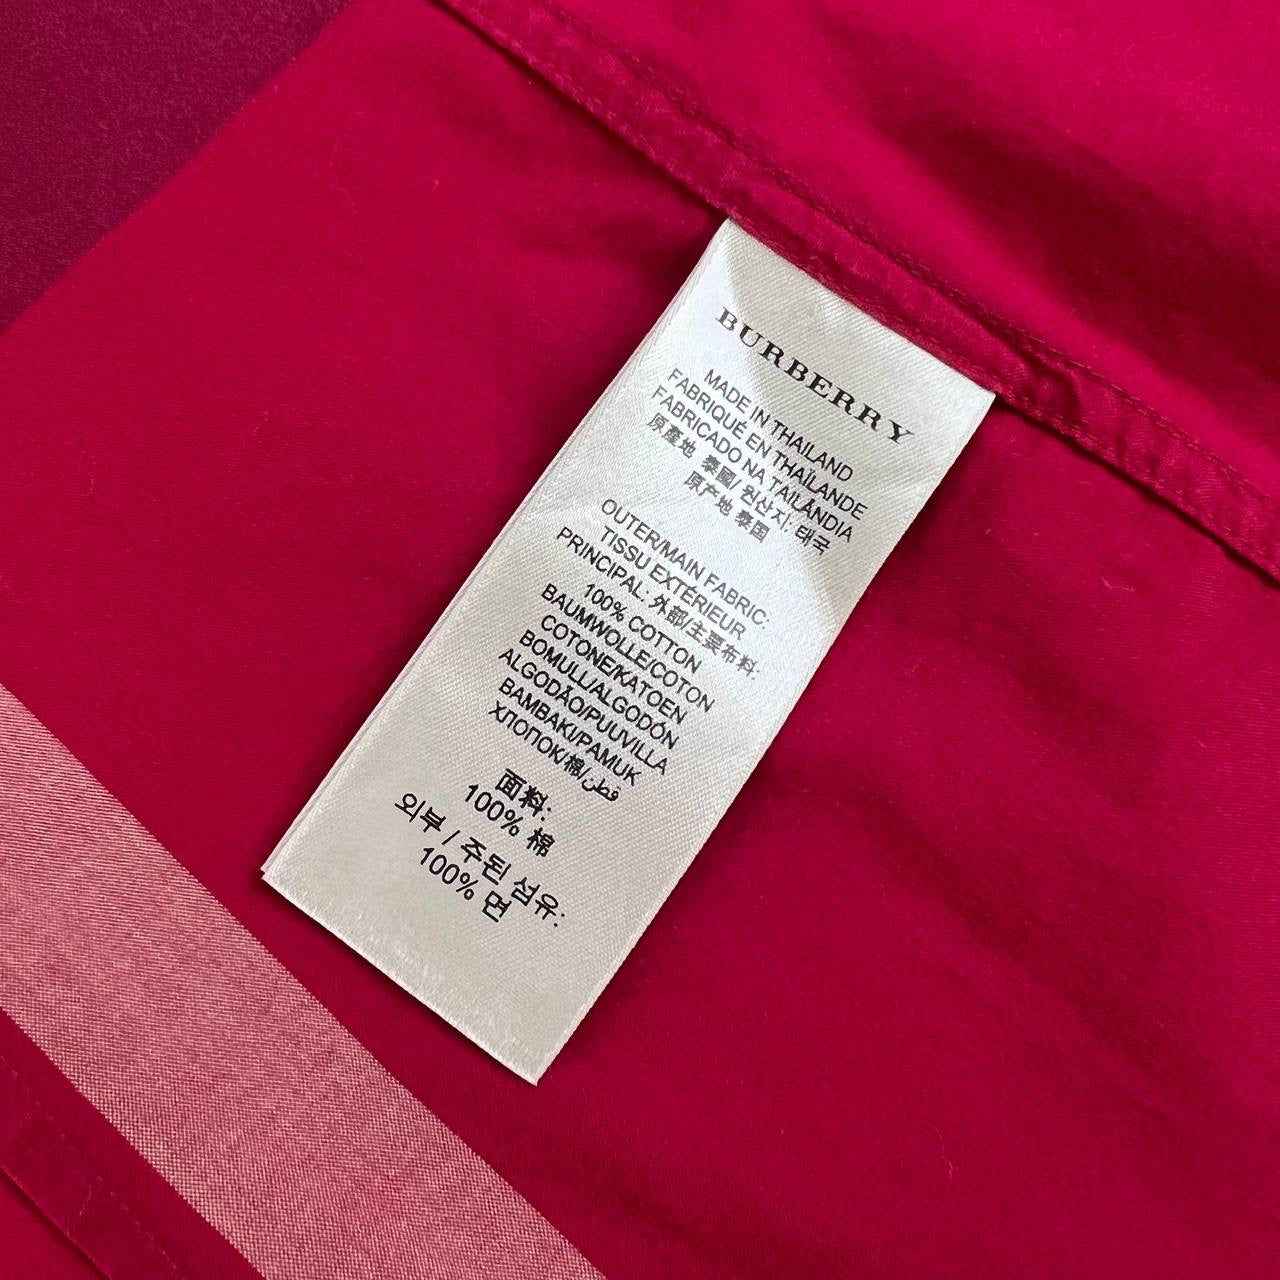 BURBERRY
MADE IN THAILAND
FABRIQUÉ EN THAÏLANDE
FABRICADO NA TAILÂNDIA
原產地 泰國/ 원산지: 태국
原产地 泰国
OUTER/MAIN FABRIC:
TISSU EXTÉRIEUR
PRINCIPAL: 外部/主要布料:
100% COTTON
BAUMWOLLE/COTON
COTONE/KATOEN
BOMULL/ALGODÓN
ALGODÃO/PUUVILLA
BAMBAKI/PAMUK
ХЛОПОК/棉/قطن
面料:
100% 棉
외부 / 주된 섬유:
100% 면